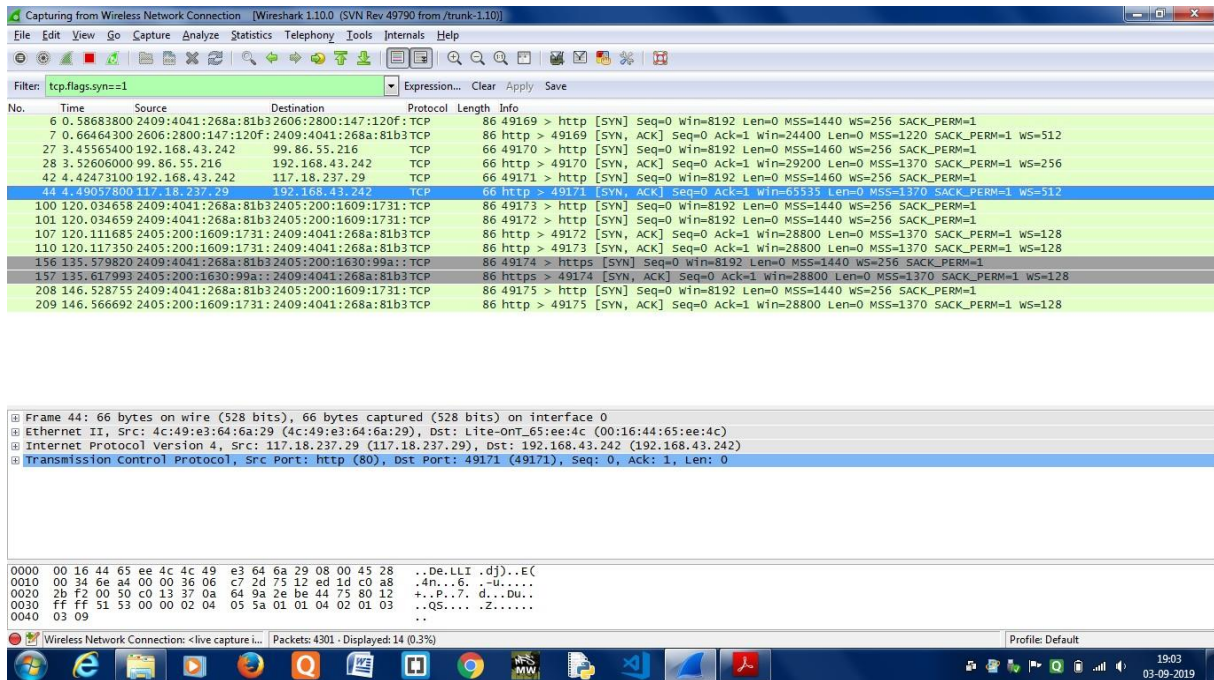 Capturing from Wireless Network Connection [Wireshark 1.10.0 (SVN Rev 49790 from /trunk-1.10)]
File Edit View Go Capture Analyze Statistics Telephony Tools Internals Help
Filter: tcp.flags.syn==1 Expression... Clear Apply Save
No. Time Source Destination Protocol Length Info
6 0.58683800 2409:4041:268a:81b3 2606:2800:147:120f: TCP 86 49169 > http [SYN] Seq=0 Win=8192 Len=0 MSS=1440 WS=256 SACK_PERM=1
7 0.66464300 2606:2800:147:120f: 2409:4041:268a:81b3 TCP 86 http > 49169 [SYN, ACK] Seq=0 Ack=1 Win=24400 Len=0 MSS=1220 SACK_PERM=1 WS=512
27 3.45565400 192.168.43.242 99.86.55.216 TCP 66 49170 > http [SYN] Seq=0 Win=8192 Len=0 MSS=1460 WS=256 SACK_PERM=1
28 3.52606000 99.86.55.216 192.168.43.242 TCP 66 http > 49170 [SYN, ACK] Seq=0 Ack=1 Win=29200 Len=0 MSS=1370 SACK_PERM=1 WS=256
42 4.42473100 192.168.43.242 117.18.237.29 TCP 66 49171 > http [SYN] Seq=0 Win=8192 Len=0 MSS=1460 WS=256 SACK_PERM=1
44 4.49057800 117.18.237.29 192.168.43.242 TCP 66 http > 49171 [SYN, ACK] Seq=0 Ack=1 Win=65535 Len=0 MSS=1370 SACK_PERM=1 WS=512
100 120.034658 2409:4041:268a:81b3 2405:200:1609:1731: TCP 86 49173 > http [SYN] Seq=0 Win=8192 Len=0 MSS=1440 WS=256 SACK_PERM=1
101 120.034659 2409:4041:268a:81b3 2405:200:1609:1731: TCP 86 49172 > http [SYN] Seq=0 Win=8192 Len=0 MSS=1440 WS=256 SACK_PERM=1
107 120.111685 2405:200:1609:1731: 2409:4041:268a:81b3 TCP 86 http > 49172 [SYN, ACK] Seq=0 Ack=1 Win=28800 Len=0 MSS=1370 SACK_PERM=1 WS=128
110 120.117350 2405:200:1609:1731: 2409:4041:268a:81b3 TCP 86 http > 49173 [SYN, ACK] Seq=0 Ack=1 Win=28800 Len=0 MSS=1370 SACK_PERM=1 WS=128
156 135.579820 2409:4041:268a:81b3 2405:200:1630:99a:: TCP 86 49174 > https [SYN] Seq=0 Win=8192 Len=0 MSS=1440 WS=256 SACK_PERM=1
157 135.617993 2405:200:1630:99a:: 2409:4041:268a:81b3 TCP 86 https > 49174 [SYN, ACK] Seq=0 Ack=1 Win=28800 Len=0 MSS=1370 SACK_PERM=1 WS=128
208 146.528755 2409:4041:268a:81b3 2405:200:1609:1731: TCP 86 49175 > http [SYN] Seq=0 Win=8192 Len=0 MSS=1440 WS=256 SACK_PERM=1
209 146.566692 2405:200:1609:1731: 2409:4041:268a:81b3 TCP 86 http > 49175 [SYN, ACK] Seq=0 Ack=1 Win=28800 Len=0 MSS=1370 SACK_PERM=1 WS=128
Frame 44: 66 bytes on wire (528 bits), 66 bytes captured (528 bits) on interface 0
Ethernet II, Src: 4c:49:e3:64:6a:29 (4c:49:e3:64:6a:29), Dst: Lite-OnT_65:ee:4c (00:16:44:65:ee:4c)
Internet Protocol Version 4, Src: 117.18.237.29 (117.18.237.29), Dst: 192.168.43.242 (192.168.43.242)
Transmission Control Protocol, Src Port: http (80), Dst Port: 49171 (49171), Seq: 0, Ack: 1, Len: 0
0000 00 16 44 65 ee 4c 4c 49 e3 64 6a 29 08 00 45 28 ..De.LLI .dj)..E(
0010 00 34 6e a4 00 00 36 06 c7 2d 75 12 ed 1d c0 a8 .4n...6. .-u.....
0020 2b f2 00 50 c0 13 37 0a 64 9a 2e be 44 75 80 12 +..P..7. d...Du..
0030 ff ff 51 53 00 00 02 04 05 5a 01 01 04 02 01 03 ..QS.... .Z......
0040 03 09 ..
Wireless Network Connection: <live capture i... Packets: 4301 · Displayed: 14 (0.3%) Profile: Default
19:03
03-09-2019